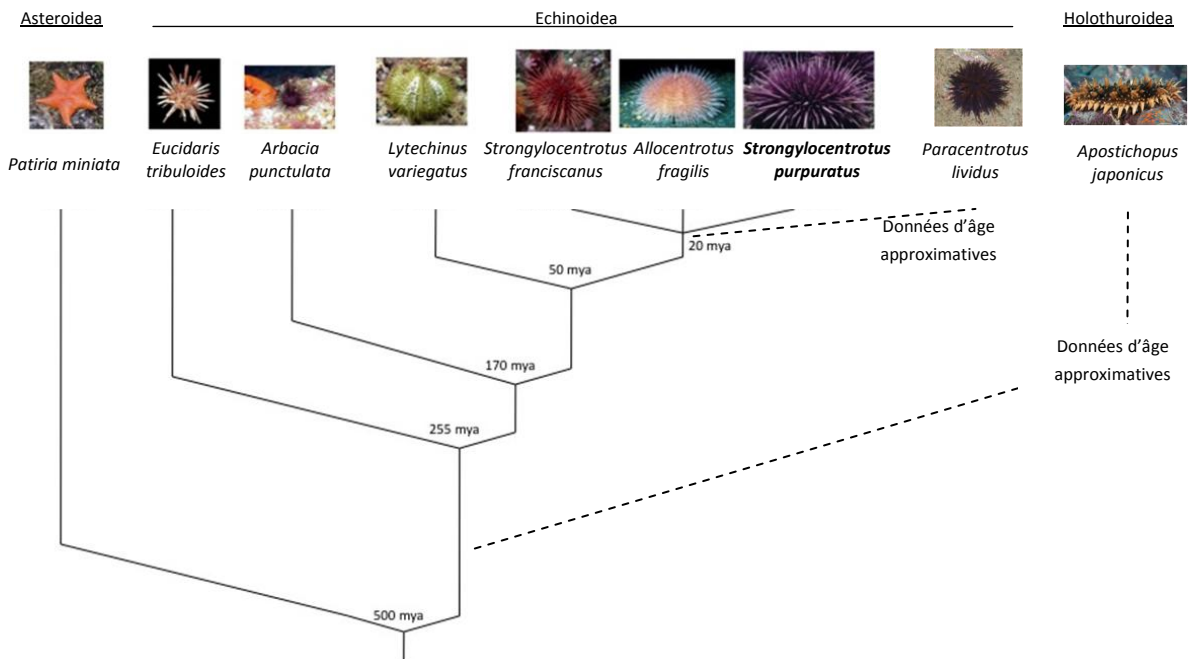 Asteroidea
Echinoidea
Holothuroidea
Patiria miniata
Eucidaris
tribuloides
Arbacia
punctulata
Lytechinus
variegatus
Strongylocentrotus
franciscanus
Allocentrotus
fragilis
Strongylocentrotus
purpuratus
Paracentrotus
lividus
Apostichopus
japonicus
Données d’âge
approximatives
20 mya
50 mya
Données d’âge
approximatives
170 mya
255 mya
500 mya